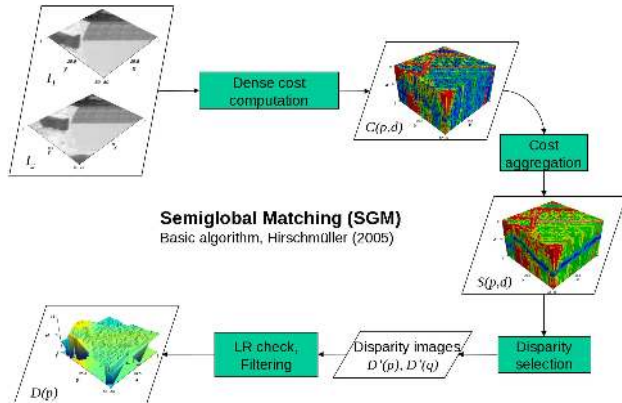 I₁
I₂
Dense cost
computation
C(p,d)
Cost
aggregation
Semiglobal Matching (SGM)
Basic algorithm, Hirschmüller (2005)
S(p,d)
D(p)
LR check,
Filtering
Disparity images
D'(p), D'(q)
Disparity
selection